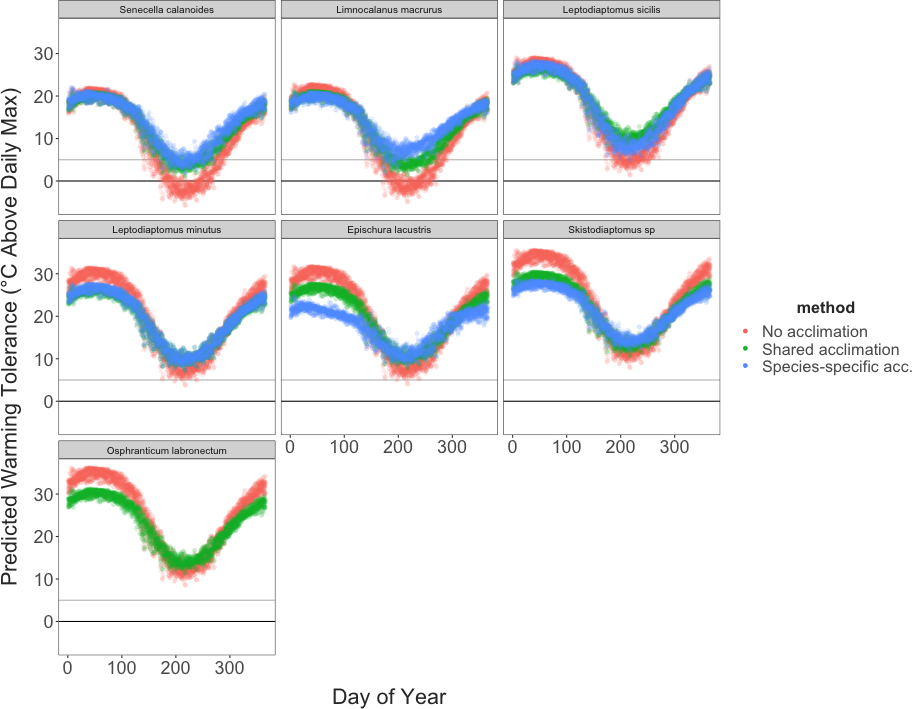 Senecella calanoides
Limnocalanus macrurus
Leptodiaptomus sicilis
30
20
10
0
Leptodiaptomus minutus
Epischura lacustris
Skistodiaptomus sp
30
20
10
0
0 100 200 300
0 100 200 300
Osphranticum labronectum
30
20
10
0
0 100 200 300
Predicted Warming Tolerance (°C Above Daily Max)
Day of Year
method
No acclimation
Shared acclimation
Species-specific acc.